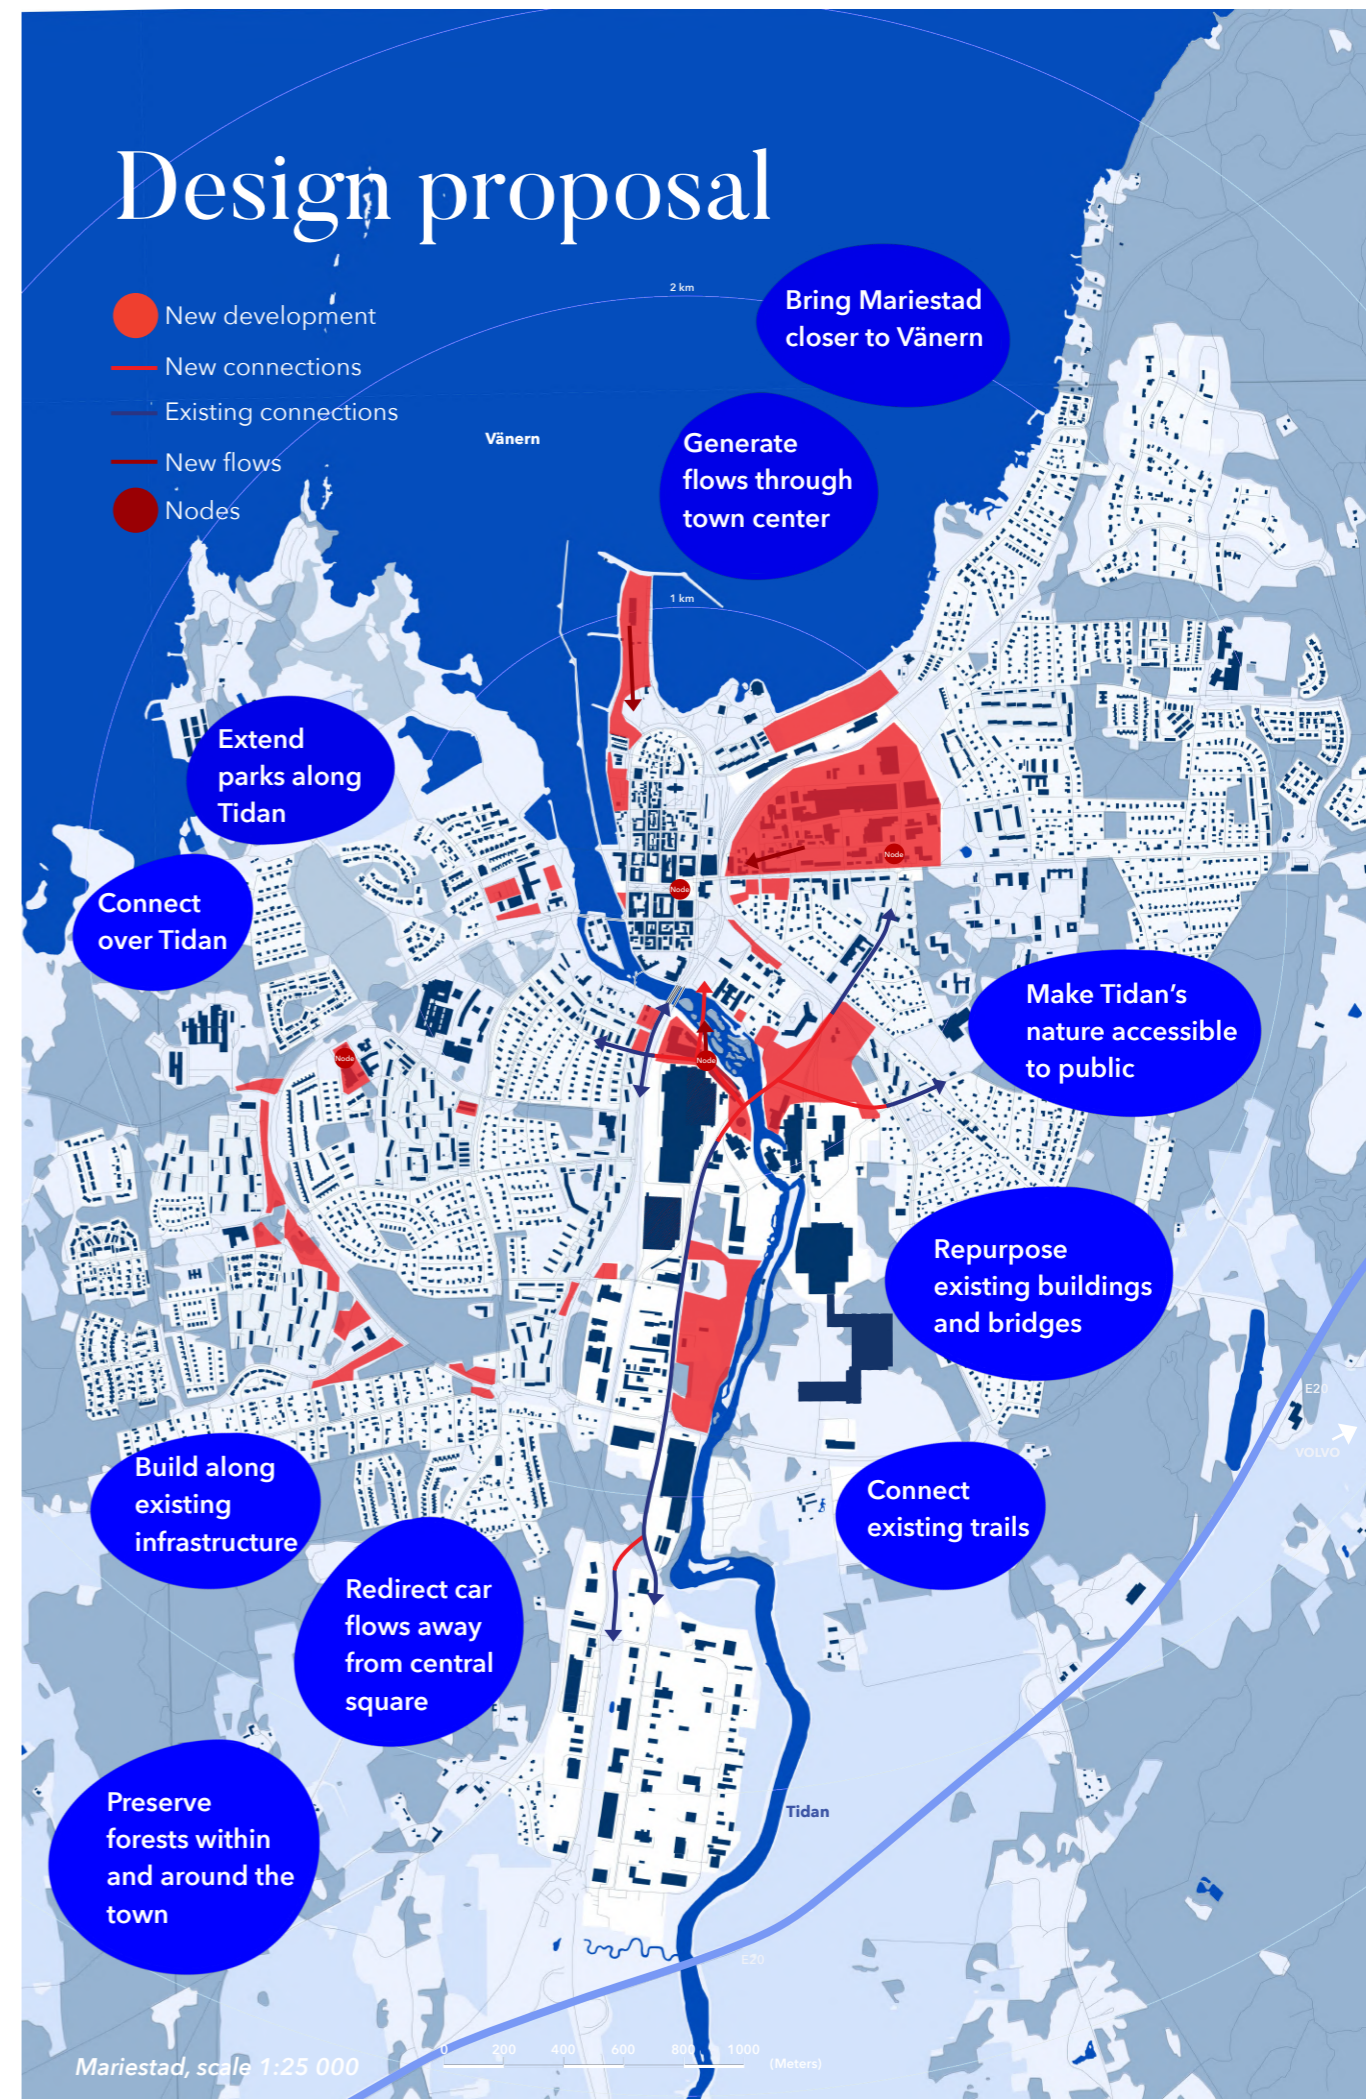 Design proposal
New development
New connections
Existing connections
New flows
Nodes
2 km
Bring Mariestad
closer to Vänern
Vänern
Generate
flows through
town center
1 km
Extend
parks along
Tidan
Node
Node
Connect
over Tidan
Make Tidan's
nature accessible
to public
Node
Node
Repurpose
existing buildings
and bridges
E20
VOLVO
Build along
existing
infrastructure
Connect
existing trails
Redirect car
flows away
from central
square
Preserve
forests within
and around the
town
Tidan
E20
Mariestad, scale 1:25 000
0 200 400 600 800 1000
(Meters)